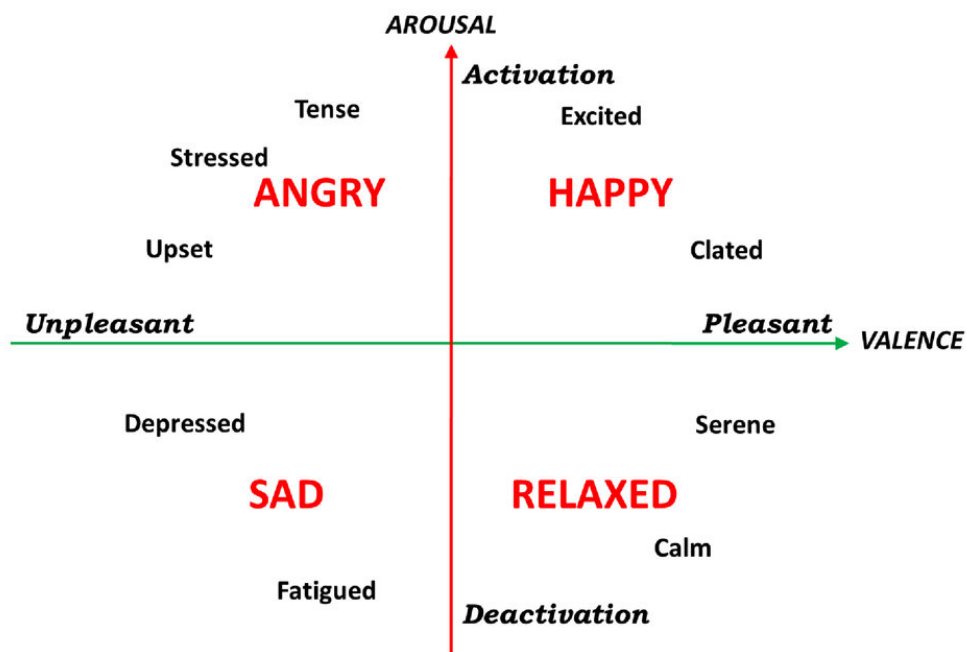 AROUSAL
Activation
Tense
Excited
Stressed
ANGRY
HAPPY
Upset
Clated
Unpleasant
Pleasant
VALENCE
Depressed
Serene
SAD
RELAXED
Calm
Fatigued
Deactivation